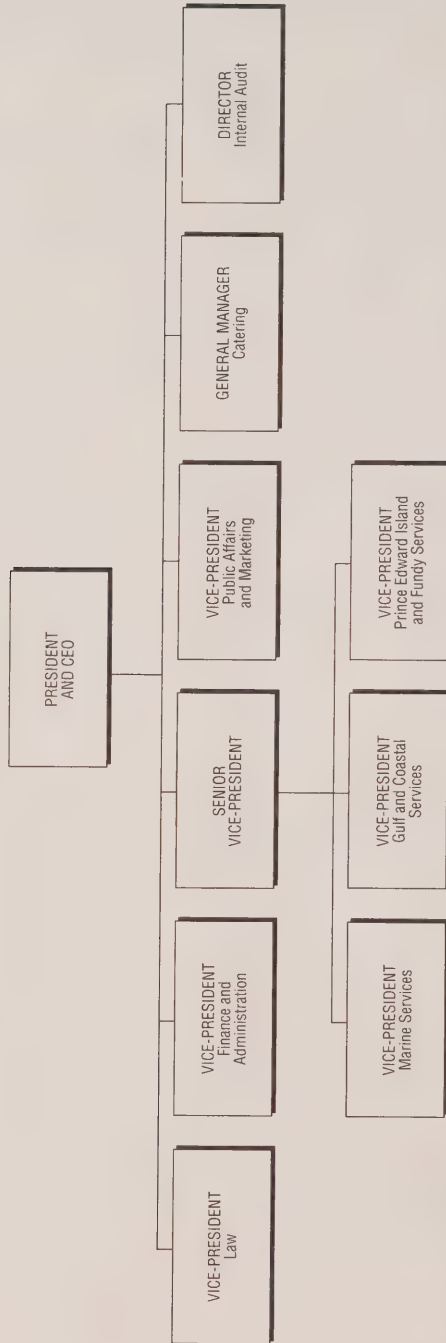 PRESIDENT
AND CEO
VICE-PRESIDENT
Law
VICE-PRESIDENT
Finance and
Administration
SENIOR
VICE-PRESIDENT
VICE-PRESIDENT
Public Affairs
and Marketing
GENERAL MANAGER
Catering
DIRECTOR
Internal Audit
VICE-PRESIDENT
Marine Services
VICE-PRESIDENT
Gulf and Coastal
Services
VICE-PRESIDENT
Prince Edward Island
and Fundy Services